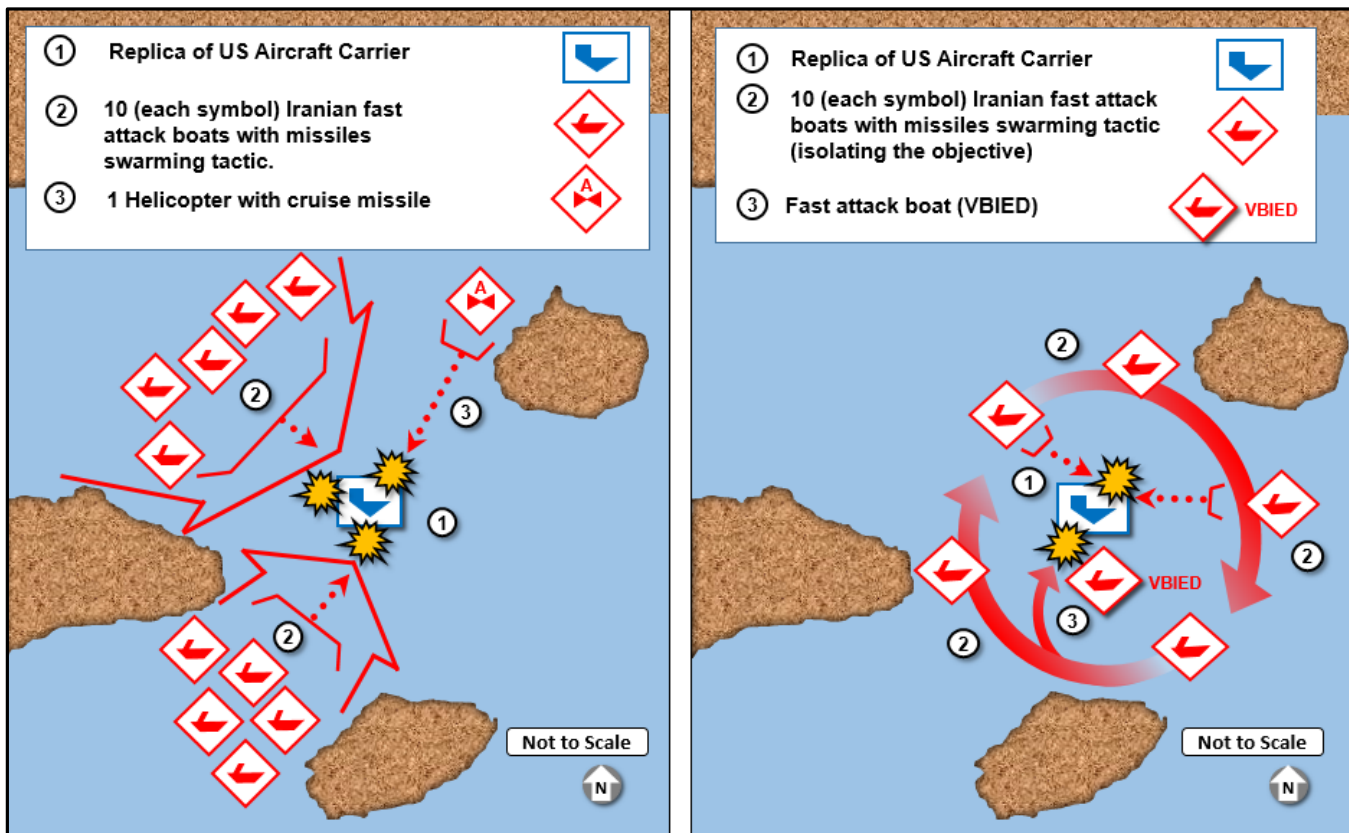 1 Replica of US Aircraft Carrier
2 10 (each symbol) Iranian fast
attack boats with missiles
swarming tactic.
3 1 Helicopter with cruise missile
A
A
2
3
1
2
Not to Scale
N
1 Replica of US Aircraft Carrier
2 10 (each symbol) Iranian fast attack
boats with missiles swarming tactic
(isolating the objective)
3 Fast attack boat (VBIED)
VBIED
2
1
2
VBIED
3
2
Not to Scale
N